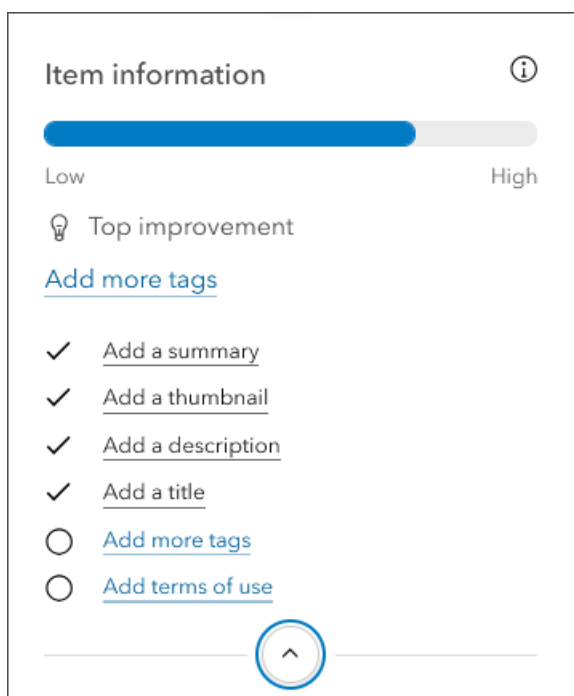 Item information
Low High
Top improvement
Add more tags
Add a summary
Add a thumbnail
Add a description
Add a title
Add more tags
Add terms of use